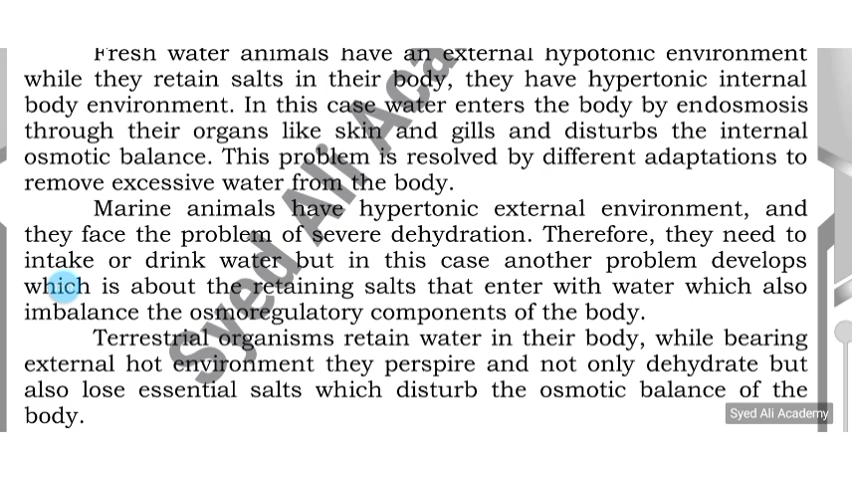 Fresh water animals have an external hypotonic environment
while they retain salts in their body, they have hypertonic internal
body environment. In this case water enters the body by endosmosis
through their organs like skin and gills and disturbs the internal
osmotic balance. This problem is resolved by different adaptations to
remove excessive water from the body.
Marine animals have hypertonic external environment, and
they face the problem of severe dehydration. Therefore, they need to
intake or drink water but in this case another problem develops
which is about the retaining salts that enter with water which also
imbalance the osmoregulatory components of the body.
Terrestrial organisms retain water in their body, while bearing
external hot environment they perspire and not only dehydrate but
also lose essential salts which disturb the osmotic balance of the
body.
Syed Ali Aca
Syed Ali Academy